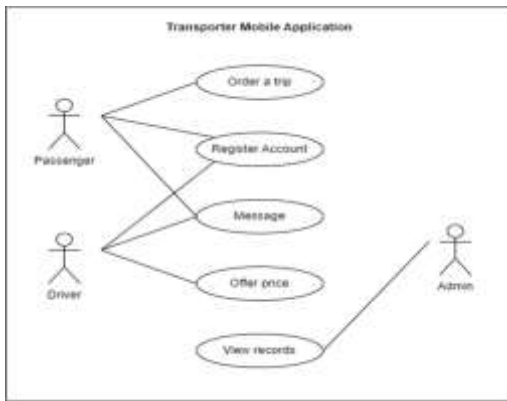 Transporter Mobile Application
Order a trip
Passenger
Register Account
Message
Driver
Offer price
Admin
View records